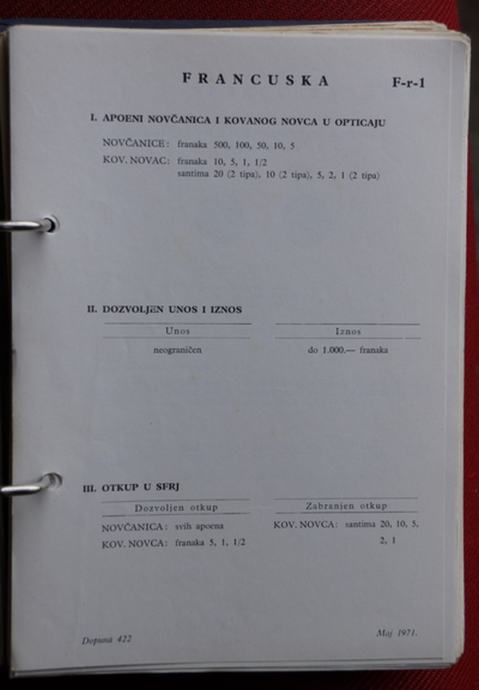 FRANCUSKA F-r-1
I. APOENI NOVČANICA I KOVANOG NOVCA U OPTICAJU
NOVČANICE: franaka 500, 100, 50, 10, 5
KOV. NOVAC: franaka 10, 5, 1, 1/2
santima 20 (2 tipa), 10 (2 tipa), 5, 2, 1 (2 tipa)
II. DOZVOLJEN UNOS I IZNOS
Unos Iznos
neograničen do 1.000.— franaka
III. OTKUP U SFRJ
Dozvoljen otkup Zabranjen otkup
NOVČANICA: svih apoena KOV. NOVCA: santima 20, 10, 5,
KOV. NOVCA: franaka 5, 1, 1/2 2, 1
Dopuna 422 Maj 1971.